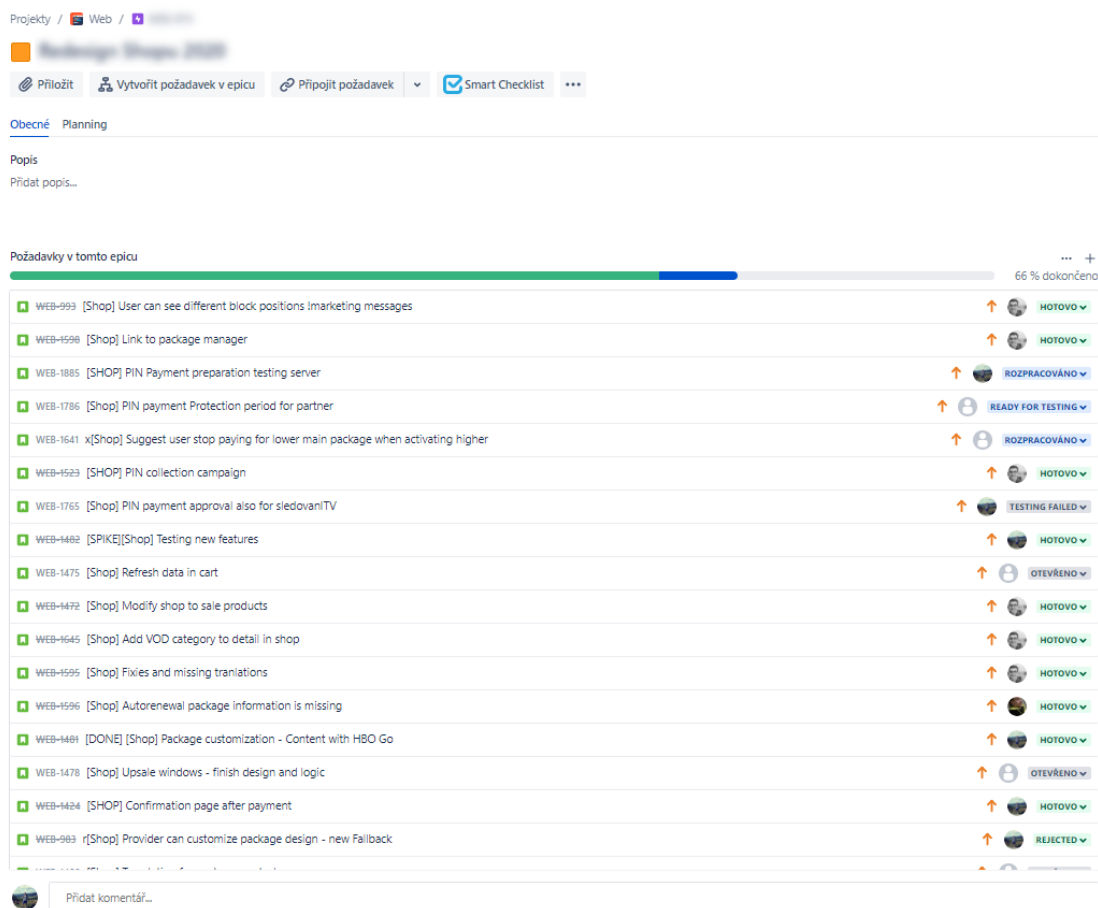 Projekty / Web /
Přiložit Vytvořit požadavek v epicu Připojit požadavek Smart Checklist
Obecné Planning
Popis
Přidat popis...
Požadavky v tomto epicu
66 % dokončeno
WEB-993 [Shop] User can see different block positions !marketing messages HOTOVO
WEB-1598 [Shop] Link to package manager HOTOVO
WEB-1885 [SHOP] PIN Payment preparation testing server ROZPRACOVÁNO
WEB-1786 [Shop] PIN payment Protection period for partner READY FOR TESTING
WEB-1641 x[Shop] Suggest user stop paying for lower main package when activating higher ROZPRACOVÁNO
WEB-1523 [SHOP] PIN collection campaign HOTOVO
WEB-1765 [Shop] PIN payment approval also for sledovaniTV TESTING FAILED
WEB-1482 [SPIKE][Shop] Testing new features HOTOVO
WEB-1475 [Shop] Refresh data in cart OTEVŘENO
WEB-1472 [Shop] Modify shop to sale products HOTOVO
WEB-1645 [Shop] Add VOD category to detail in shop HOTOVO
WEB-1595 [Shop] Fixies and missing tranlations HOTOVO
WEB-1596 [Shop] Autorenewal package information is missing HOTOVO
WEB-1481 [DONE] [Shop] Package customization - Content with HBO Go HOTOVO
WEB-1478 [Shop] Upsale windows - finish design and logic OTEVŘENO
WEB-1424 [SHOP] Confirmation page after payment HOTOVO
WEB-983 r[Shop] Provider can customize package design - new Fallback REJECTED
Přidat komentář...